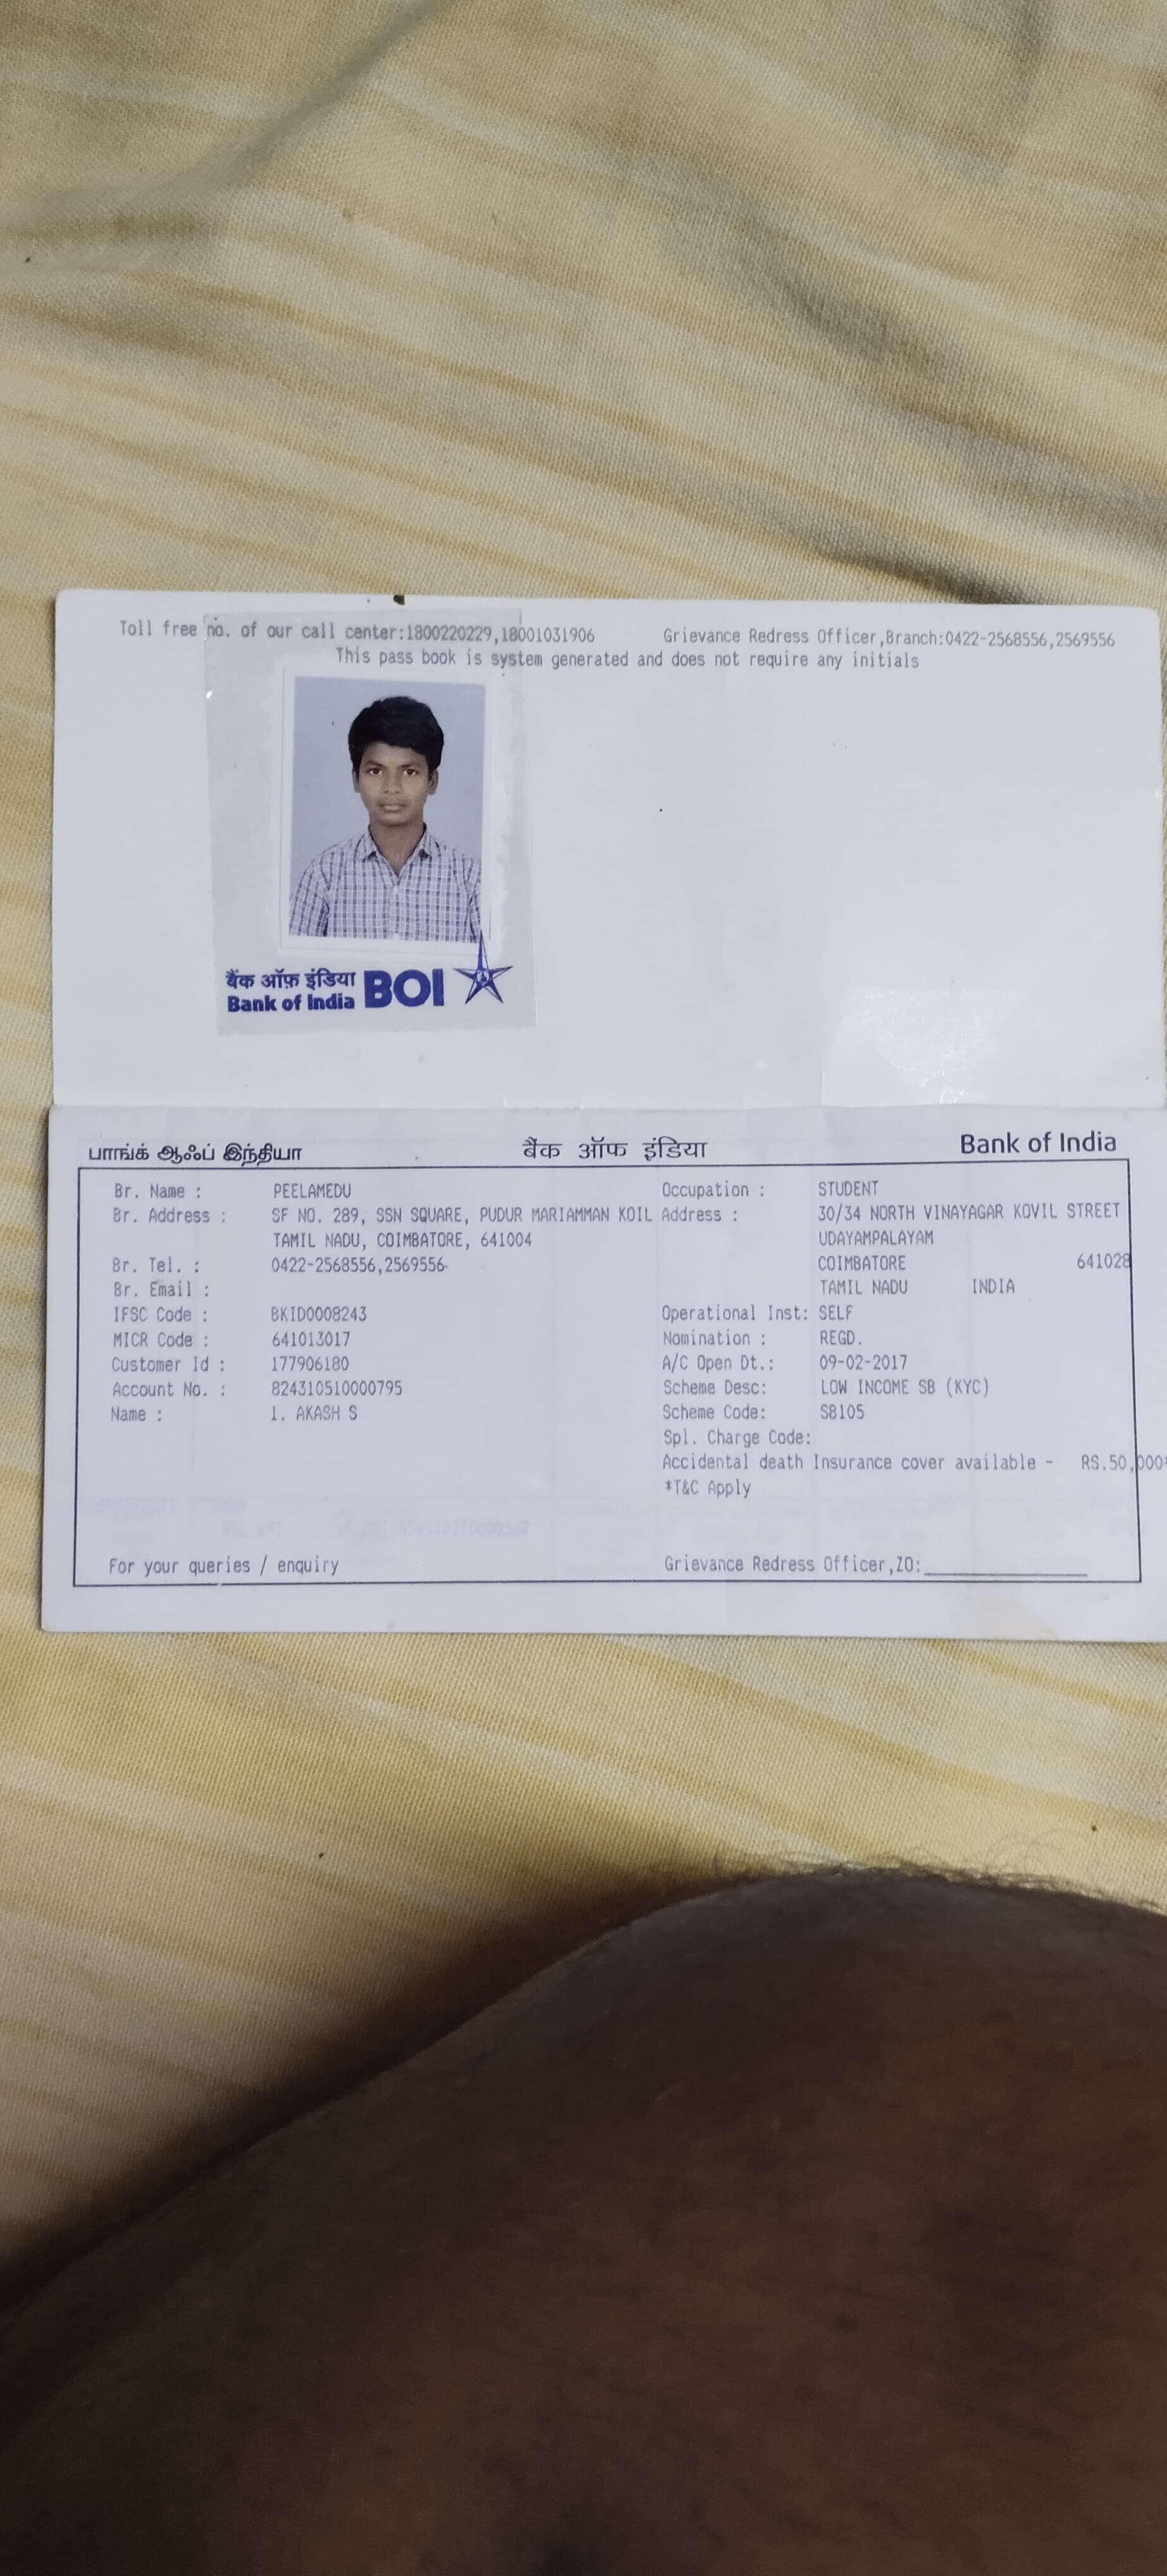 Toll free no. of our call center:1800220229,18001031906 Grievance Redress Officer,Branch:0422-2568556,2569556
This pass book is system generated and does not require any initials
बैंक ऑफ़ इंडिया
Bank of India BOI
பாங்க் ஆஃப் இந்தியா बैंक ऑफ इंडिया Bank of India
Br. Name : PEELAMEDU Occupation : STUDENT
Br. Address : SF NO. 289, SSN SQUARE, PUDUR MARIAMMAN KOIL Address : 30/34 NORTH VINAYAGAR KOVIL STREET
TAMIL NADU, COIMBATORE, 641004 UDAYAMPALAYAM
Br. Tel. : 0422-2568556,2569556 COIMBATORE 641028
Br. Email : TAMIL NADU INDIA
IFSC Code : BKID0008243 Operational Inst: SELF
MICR Code : 641013017 Nomination : REGD.
Customer Id : 177906180 A/C Open Dt.: 09-02-2017
Account No. : 824310510000795 Scheme Desc: LOW INCOME SB (KYC)
Name : 1. AKASH S Scheme Code: SB105
Spl. Charge Code:
Accidental death Insurance cover available - RS.50,000*
*T&C Apply
For your queries / enquiry Grievance Redress Officer,ZO: